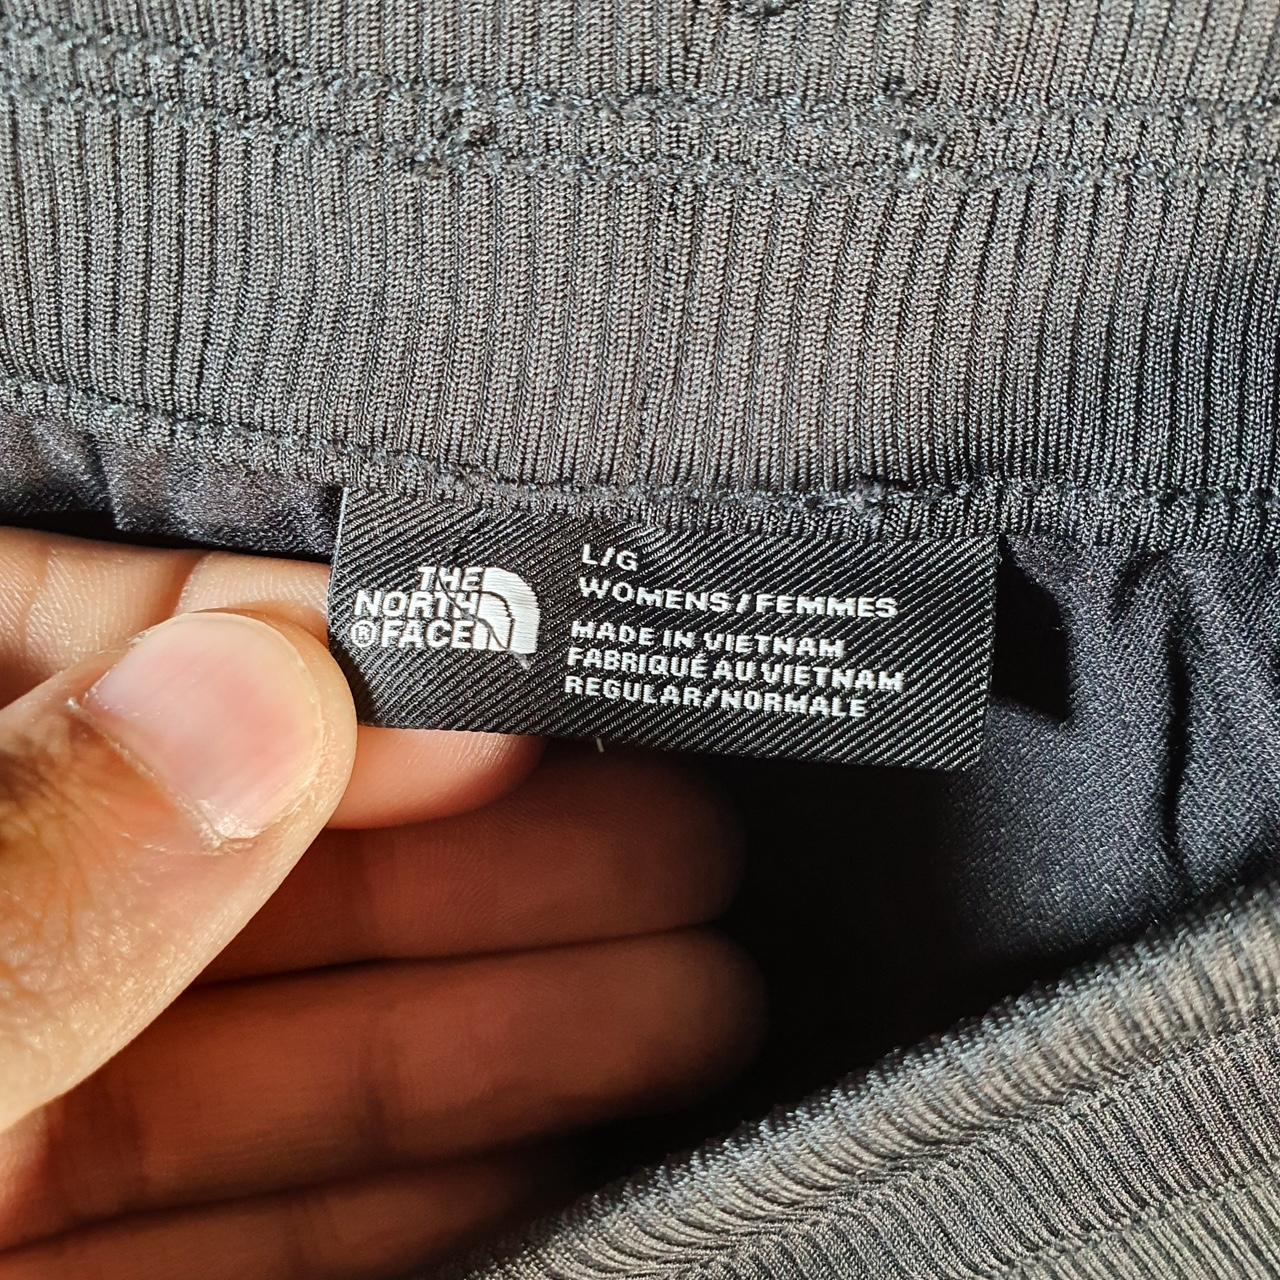 THE
NORTH
®FACE
L/G
WOMENS/FEMMES
MADE IN VIETNAM
FABRIQUÉ AU VIETNAM
REGULAR/NORMALE